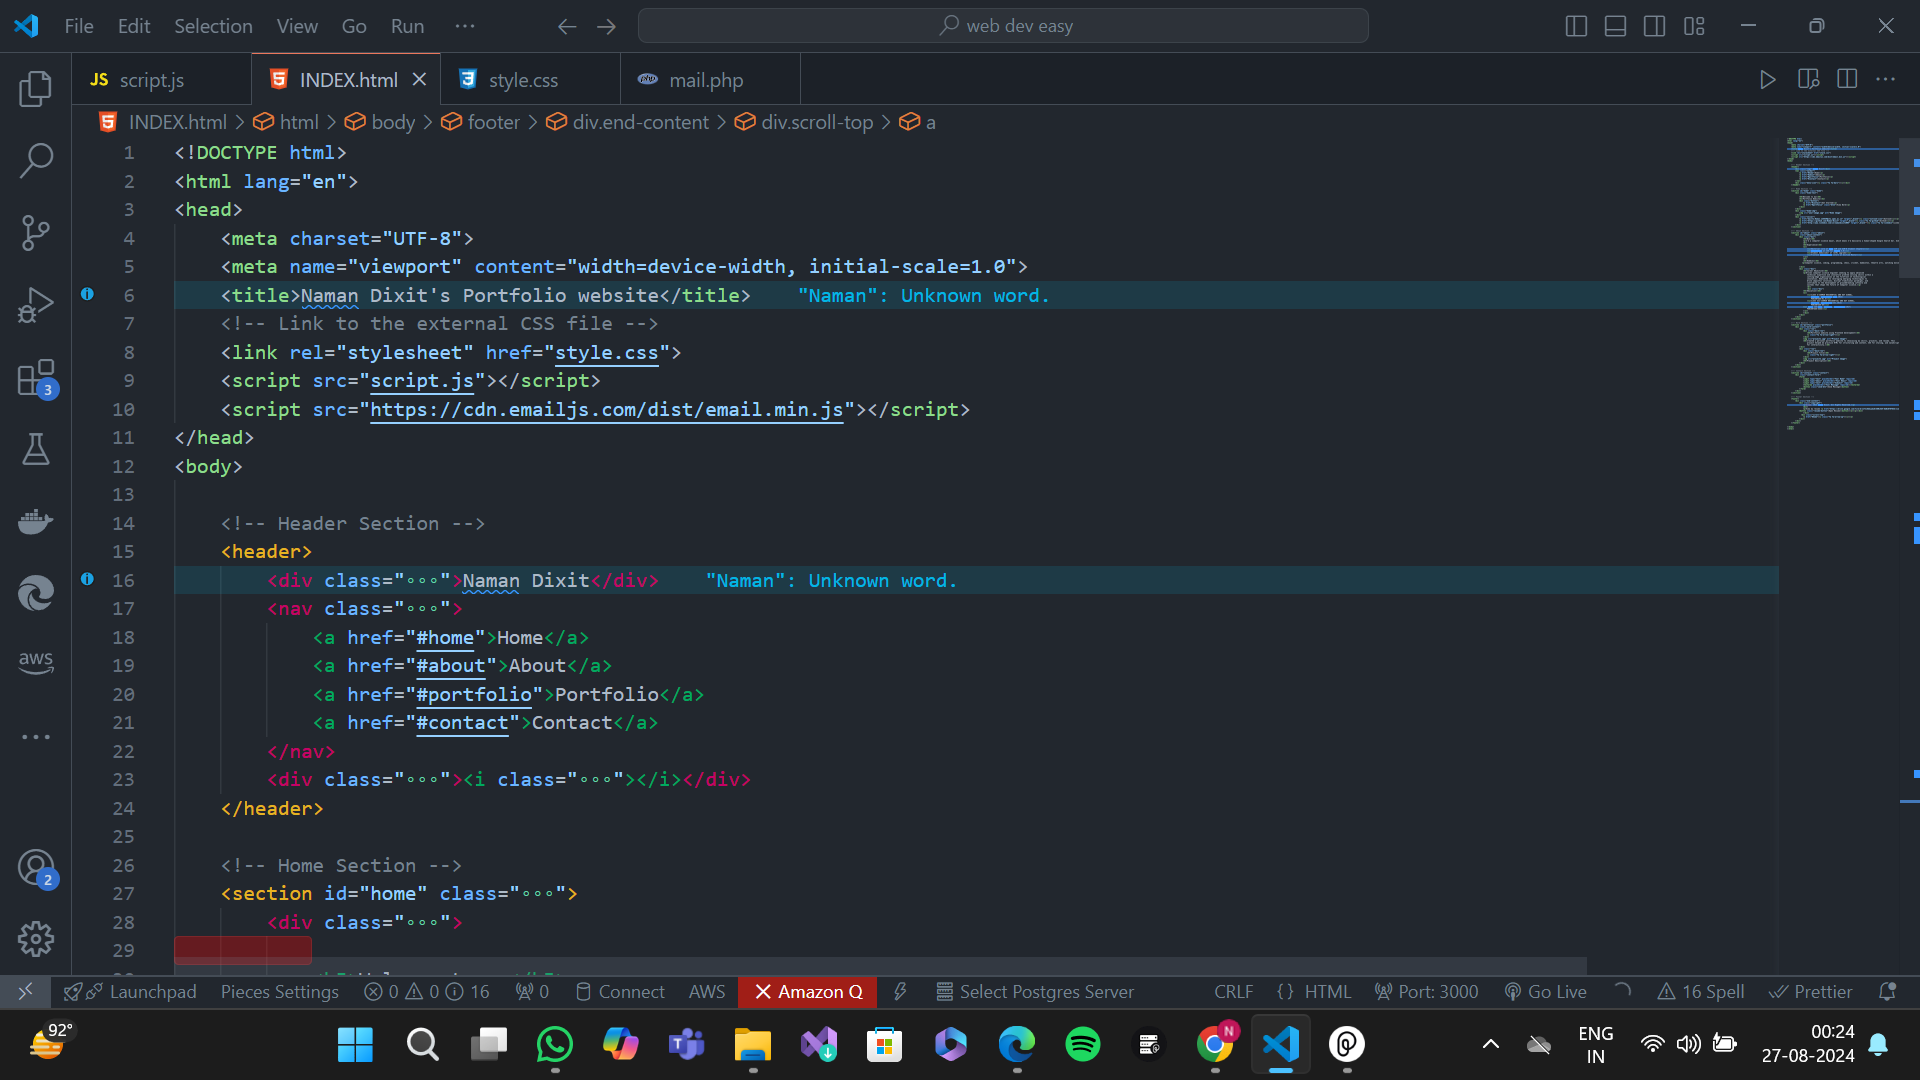 File Edit Selection View Go Run ··· web dev easy
JS script.js INDEX.html style.css mail.php
INDEX.html > html > body > footer > div.end-content > div.scroll-top > a
1 <!DOCTYPE html>
2 <html lang="en">
3 <head>
4 <meta charset="UTF-8">
5 <meta name="viewport" content="width=device-width, initial-scale=1.0">
6 <title>Naman Dixit's Portfolio website</title> "Naman": Unknown word.
7 <!-- Link to the external CSS file -->
8 <link rel="stylesheet" href="style.css">
9 <script src="script.js"></script>
10 <script src="https://cdn.emailjs.com/dist/email.min.js"></script>
11 </head>
12 <body>
13
14 <!-- Header Section -->
15 <header>
16 <div class="∘∘∘">Naman Dixit</div> "Naman": Unknown word.
17 <nav class="∘∘∘">
18 <a href="#home">Home</a>
19 <a href="#about">About</a>
20 <a href="#portfolio">Portfolio</a>
21 <a href="#contact">Contact</a>
22 </nav>
23 <div class="∘∘∘"><i class="∘∘∘"></i></div>
24 </header>
25
26 <!-- Home Section -->
27 <section id="home" class="∘∘∘">
28 <div class="∘∘∘">
29
3
aws
2
Launchpad Pieces Settings 0 0 16 0 Connect AWS Amazon Q Select Postgres Server CRLF {} HTML Port: 3000 Go Live 16 Spell Prettier
92° N ENG 00:24
IN 27-08-2024